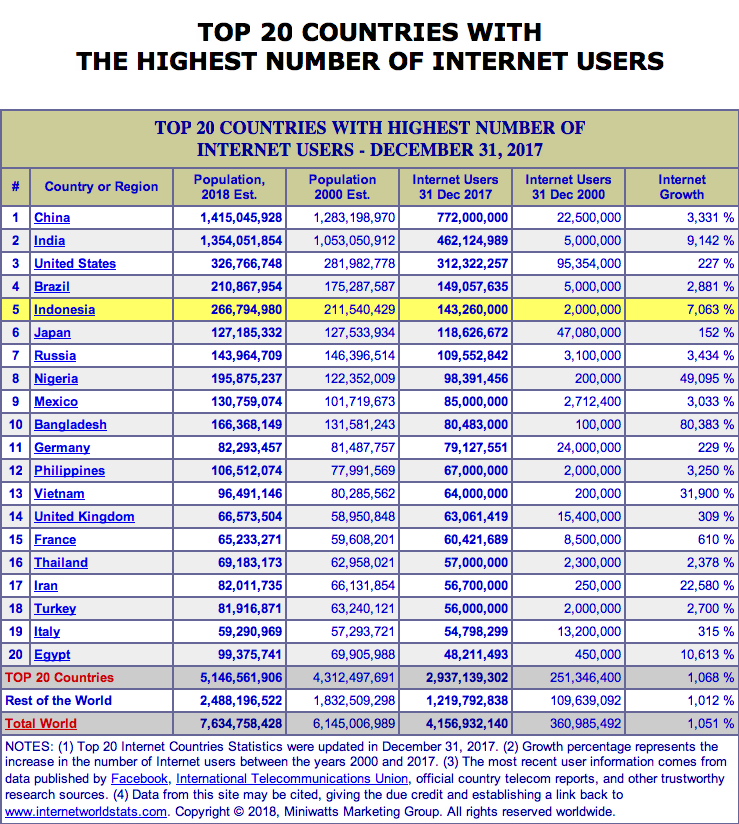 TOP 20 COUNTRIES WITH
THE HIGHEST NUMBER OF INTERNET USERS
TOP 20 COUNTRIES WITH HIGHEST NUMBER OF
INTERNET USERS - DECEMBER 31, 2017
# Country or Region Population, 2018 Est. Population 2000 Est. Internet Users 31 Dec 2017 Internet Users 31 Dec 2000 Internet Growth
1 China 1,415,045,928 1,283,198,970 772,000,000 22,500,000 3,331 %
2 India 1,354,051,854 1,053,050,912 462,124,989 5,000,000 9,142 %
3 United States 326,766,748 281,982,778 312,322,257 95,354,000 227 %
4 Brazil 210,867,954 175,287,587 149,057,635 5,000,000 2,881 %
5 Indonesia 266,794,980 211,540,429 143,260,000 2,000,000 7,063 %
6 Japan 127,185,332 127,533,934 118,626,672 47,080,000 152 %
7 Russia 143,964,709 146,396,514 109,552,842 3,100,000 3,434 %
8 Nigeria 195,875,237 122,352,009 98,391,456 200,000 49,095 %
9 Mexico 130,759,074 101,719,673 85,000,000 2,712,400 3,033 %
10 Bangladesh 166,368,149 131,581,243 80,483,000 100,000 80,383 %
11 Germany 82,293,457 81,487,757 79,127,551 24,000,000 229 %
12 Philippines 106,512,074 77,991,569 67,000,000 2,000,000 3,250 %
13 Vietnam 96,491,146 80,285,562 64,000,000 200,000 31,900 %
14 United Kingdom 66,573,504 58,950,848 63,061,419 15,400,000 309 %
15 France 65,233,271 59,608,201 60,421,689 8,500,000 610 %
16 Thailand 69,183,173 62,958,021 57,000,000 2,300,000 2,378 %
17 Iran 82,011,735 66,131,854 56,700,000 250,000 22,580 %
18 Turkey 81,916,871 63,240,121 56,000,000 2,000,000 2,700 %
19 Italy 59,290,969 57,293,721 54,798,299 13,200,000 315 %
20 Egypt 99,375,741 69,905,988 48,211,493 450,000 10,613 %
TOP 20 Countries 5,146,561,906 4,312,497,691 2,937,139,302 251,346,400 1,068 %
Rest of the World 2,488,196,522 1,832,509,298 1,219,792,838 109,639,092 1,012 %
Total World 7,634,758,428 6,145,006,989 4,156,932,140 360,985,492 1,051 %
NOTES: (1) Top 20 Internet Countries Statistics were updated in December 31, 2017. (2) Growth percentage represents the
increase in the number of Internet users between the years 2000 and 2017. (3) The most recent user information comes from
data published by Facebook, International Telecommunications Union, official country telecom reports, and other trustworthy
research sources. (4) Data from this site may be cited, giving the due credit and establishing a link back to
www.internetworldstats.com. Copyright © 2018, Miniwatts Marketing Group. All rights reserved worldwide.